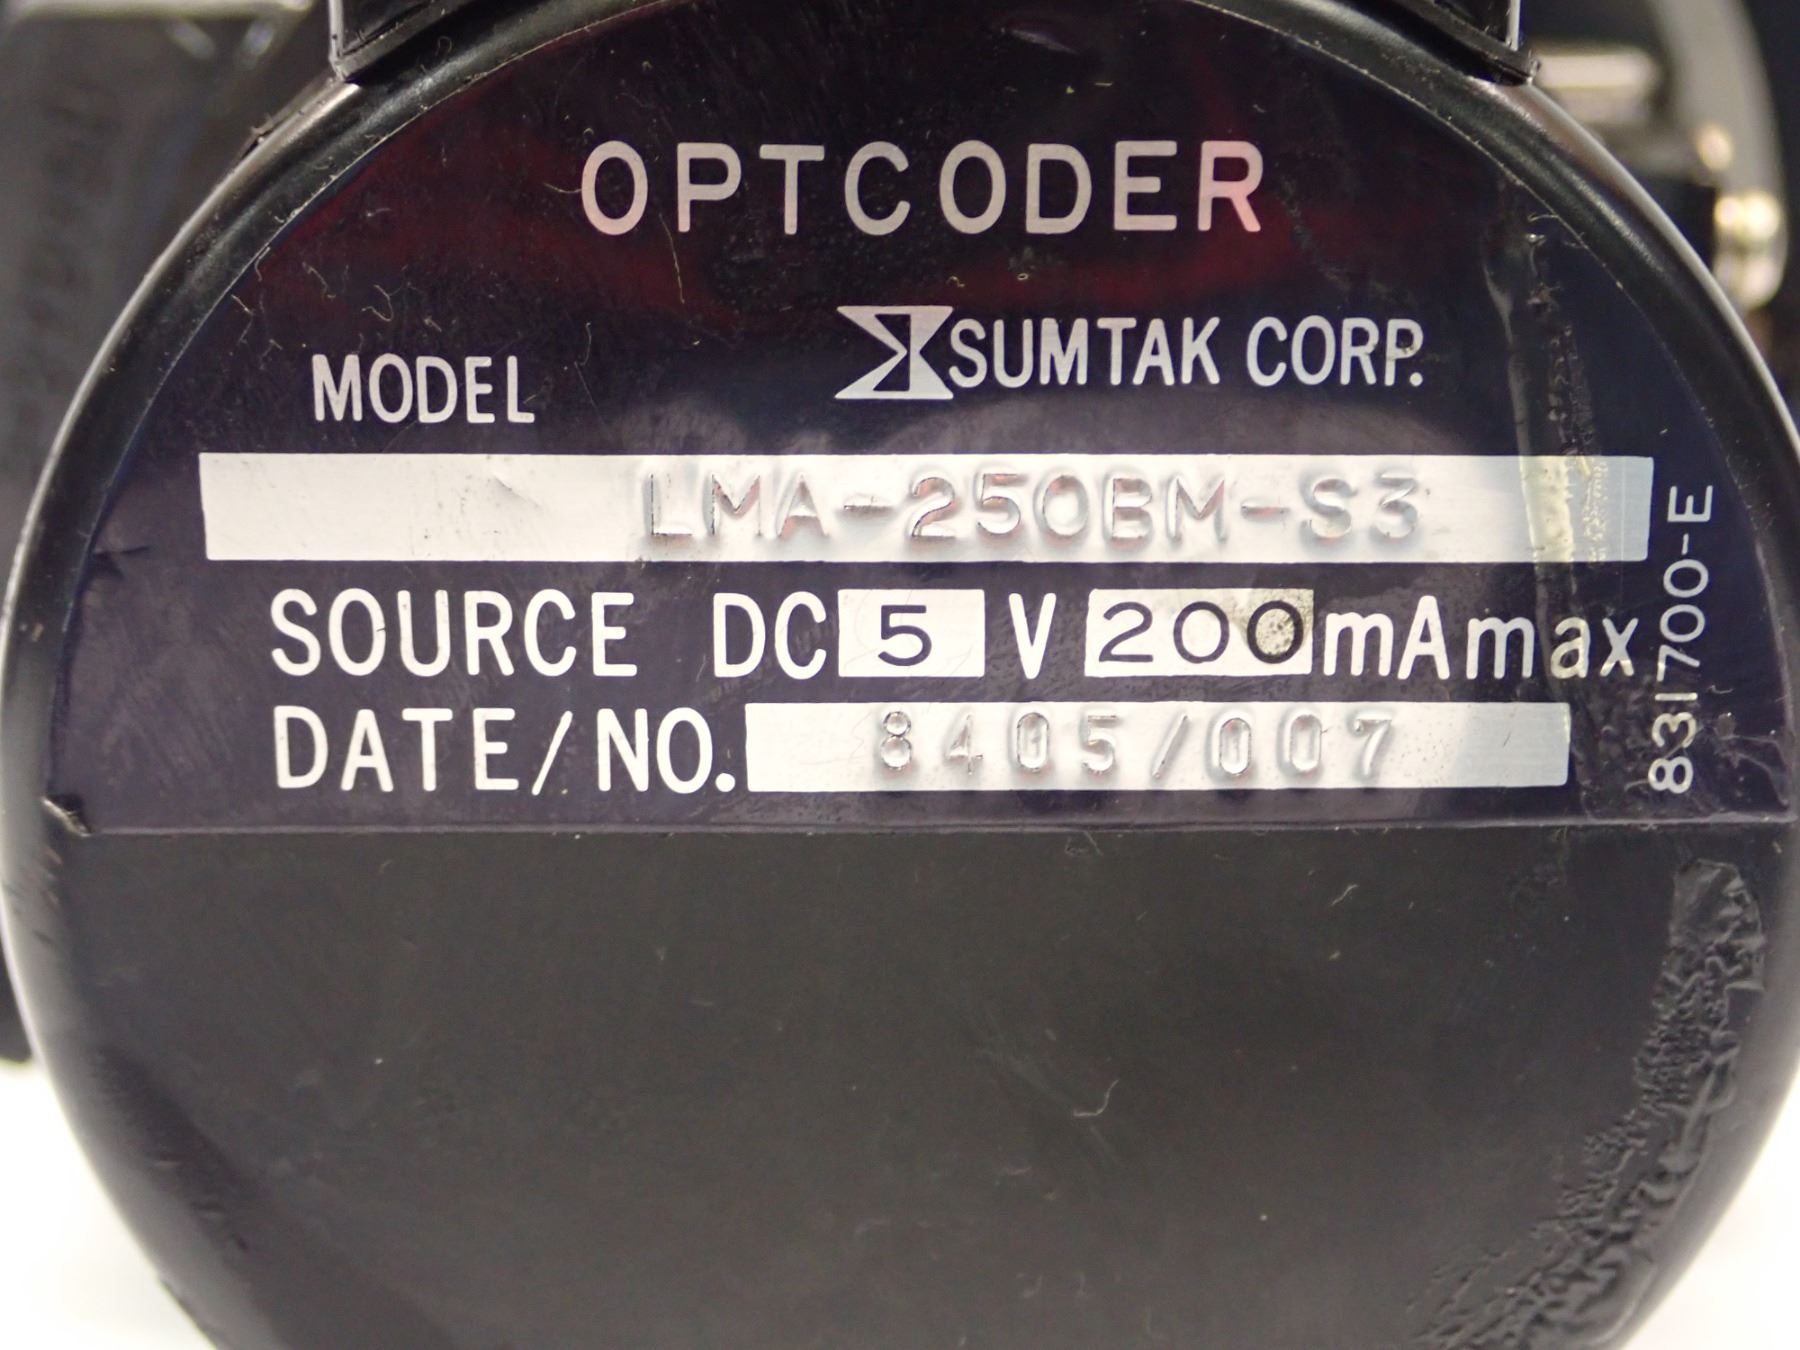 OPTCODER
SUMTAK CORP.
MODEL
LMA-250BM-S3
SOURCE DC 5 V 200 mAmax
DATE/NO. 8405/007
831700-E